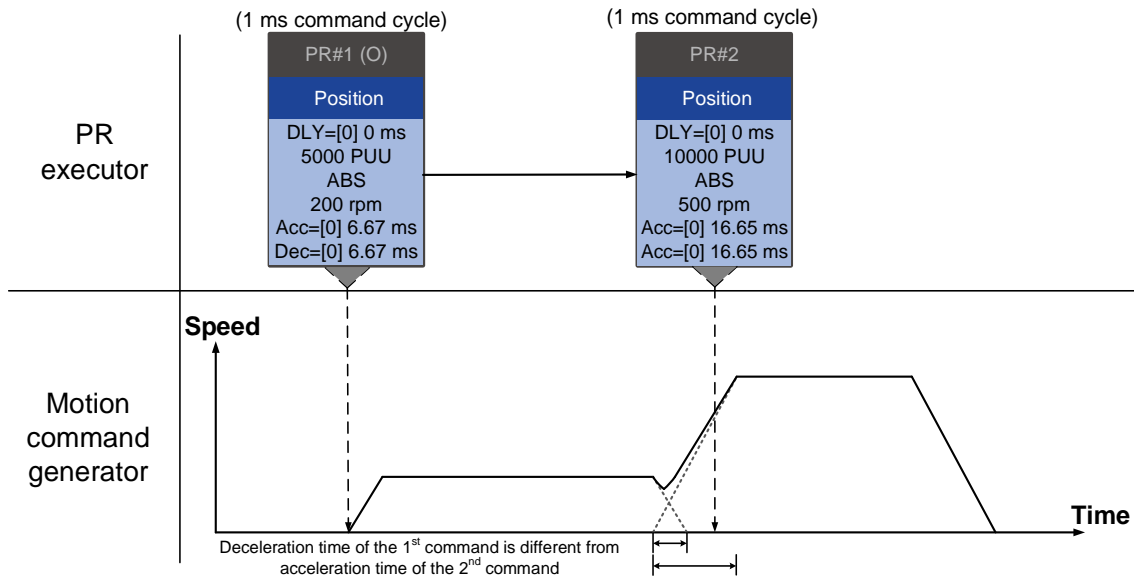 (1 ms command cycle)
(1 ms command cycle)
PR#1 (O)
Position
DLY=[0] 0 ms
5000 PUU
ABS
200 rpm
Acc=[0] 6.67 ms
Dec=[0] 6.67 ms
PR#2
Position
DLY=[0] 0 ms
10000 PUU
ABS
500 rpm
Acc=[0] 16.65 ms
Acc=[0] 16.65 ms
PR
executor
Speed
Motion
command
generator
Time
Deceleration time of the 1st command is different from
acceleration time of the 2nd command